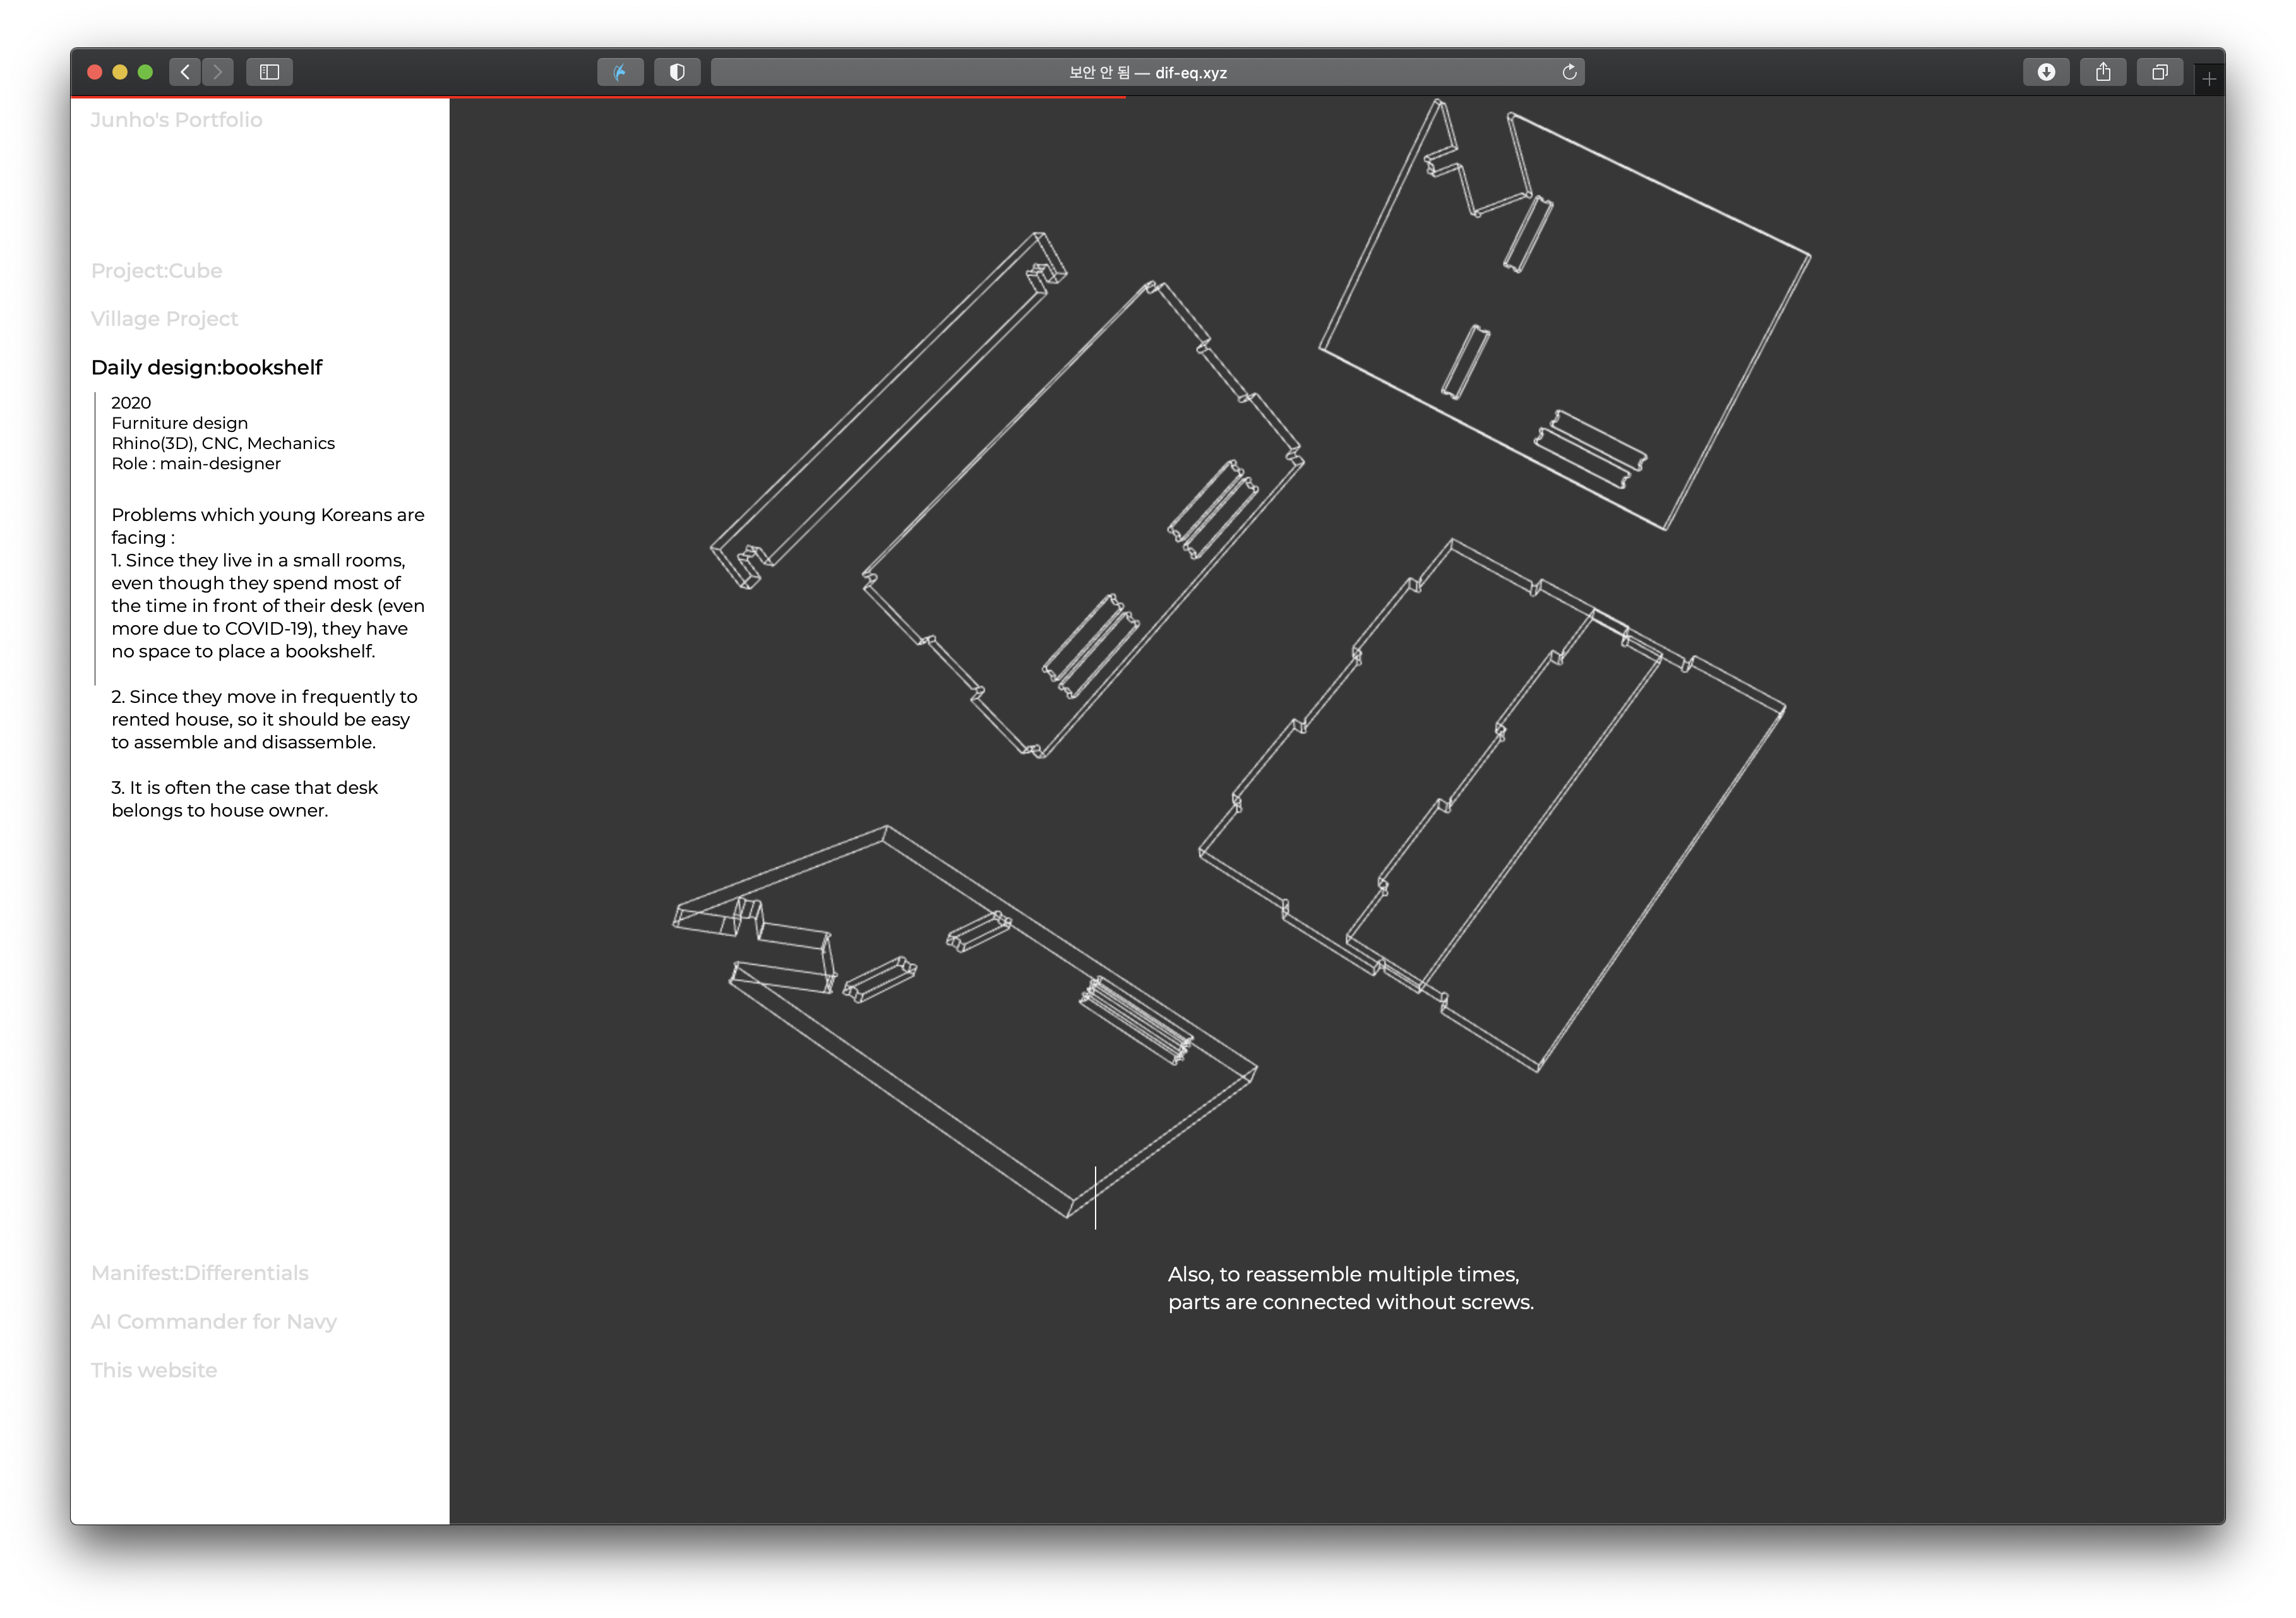 보안 안 됨 — dif-eq.xyz
Junho's Portfolio
Project:Cube
Village Project
Daily design:bookshelf
2020
Furniture design
Rhino(3D), CNC, Mechanics
Role : main-designer
Problems which young Koreans are
facing :
1. Since they live in a small rooms,
even though they spend most of
the time in front of their desk (even
more due to COVID-19), they have
no space to place a bookshelf.
2. Since they move in frequently to
rented house, so it should be easy
to assemble and disassemble.
3. It is often the case that desk
belongs to house owner.
Manifest:Differentials
AI Commander for Navy
This website
Also, to reassemble multiple times,
parts are connected without screws.